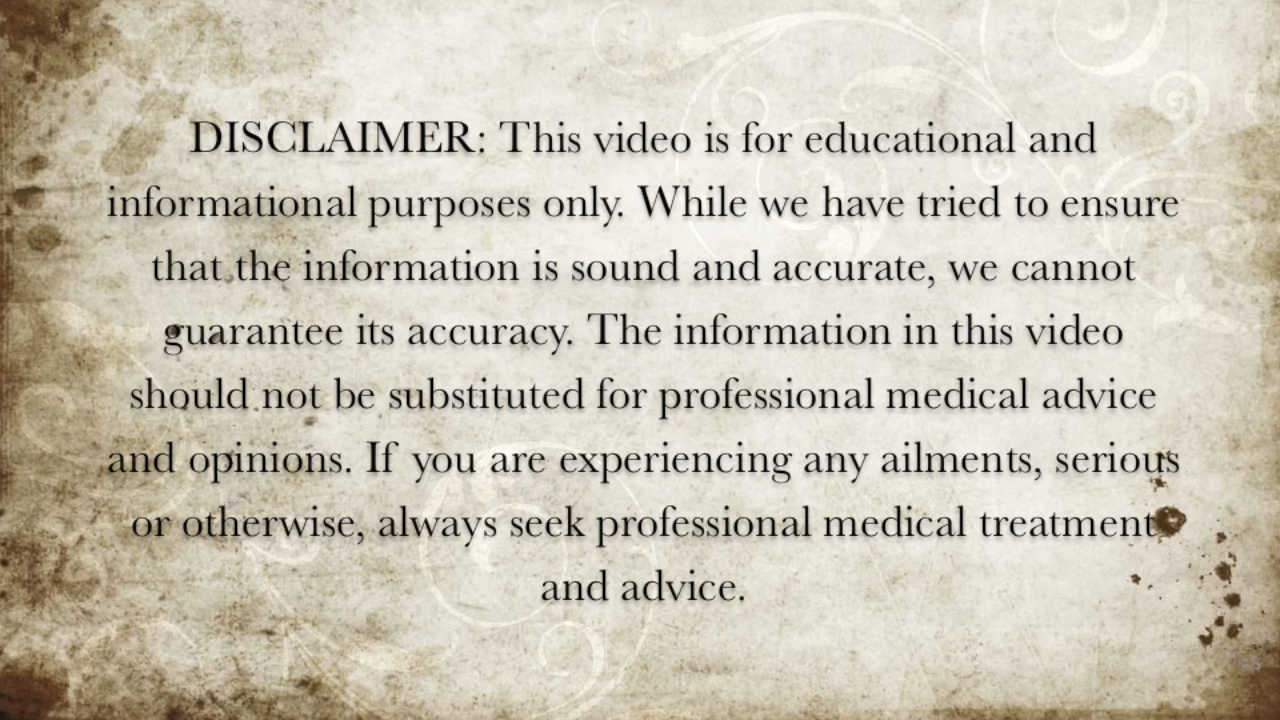 DISCLAIMER: This video is for educational and
informational purposes only. While we have tried to ensure
that the information is sound and accurate, we cannot
guarantee its accuracy. The information in this video
should not be substituted for professional medical advice
and opinions. If you are experiencing any ailments, serious
or otherwise, always seek professional medical treatment
and advice.